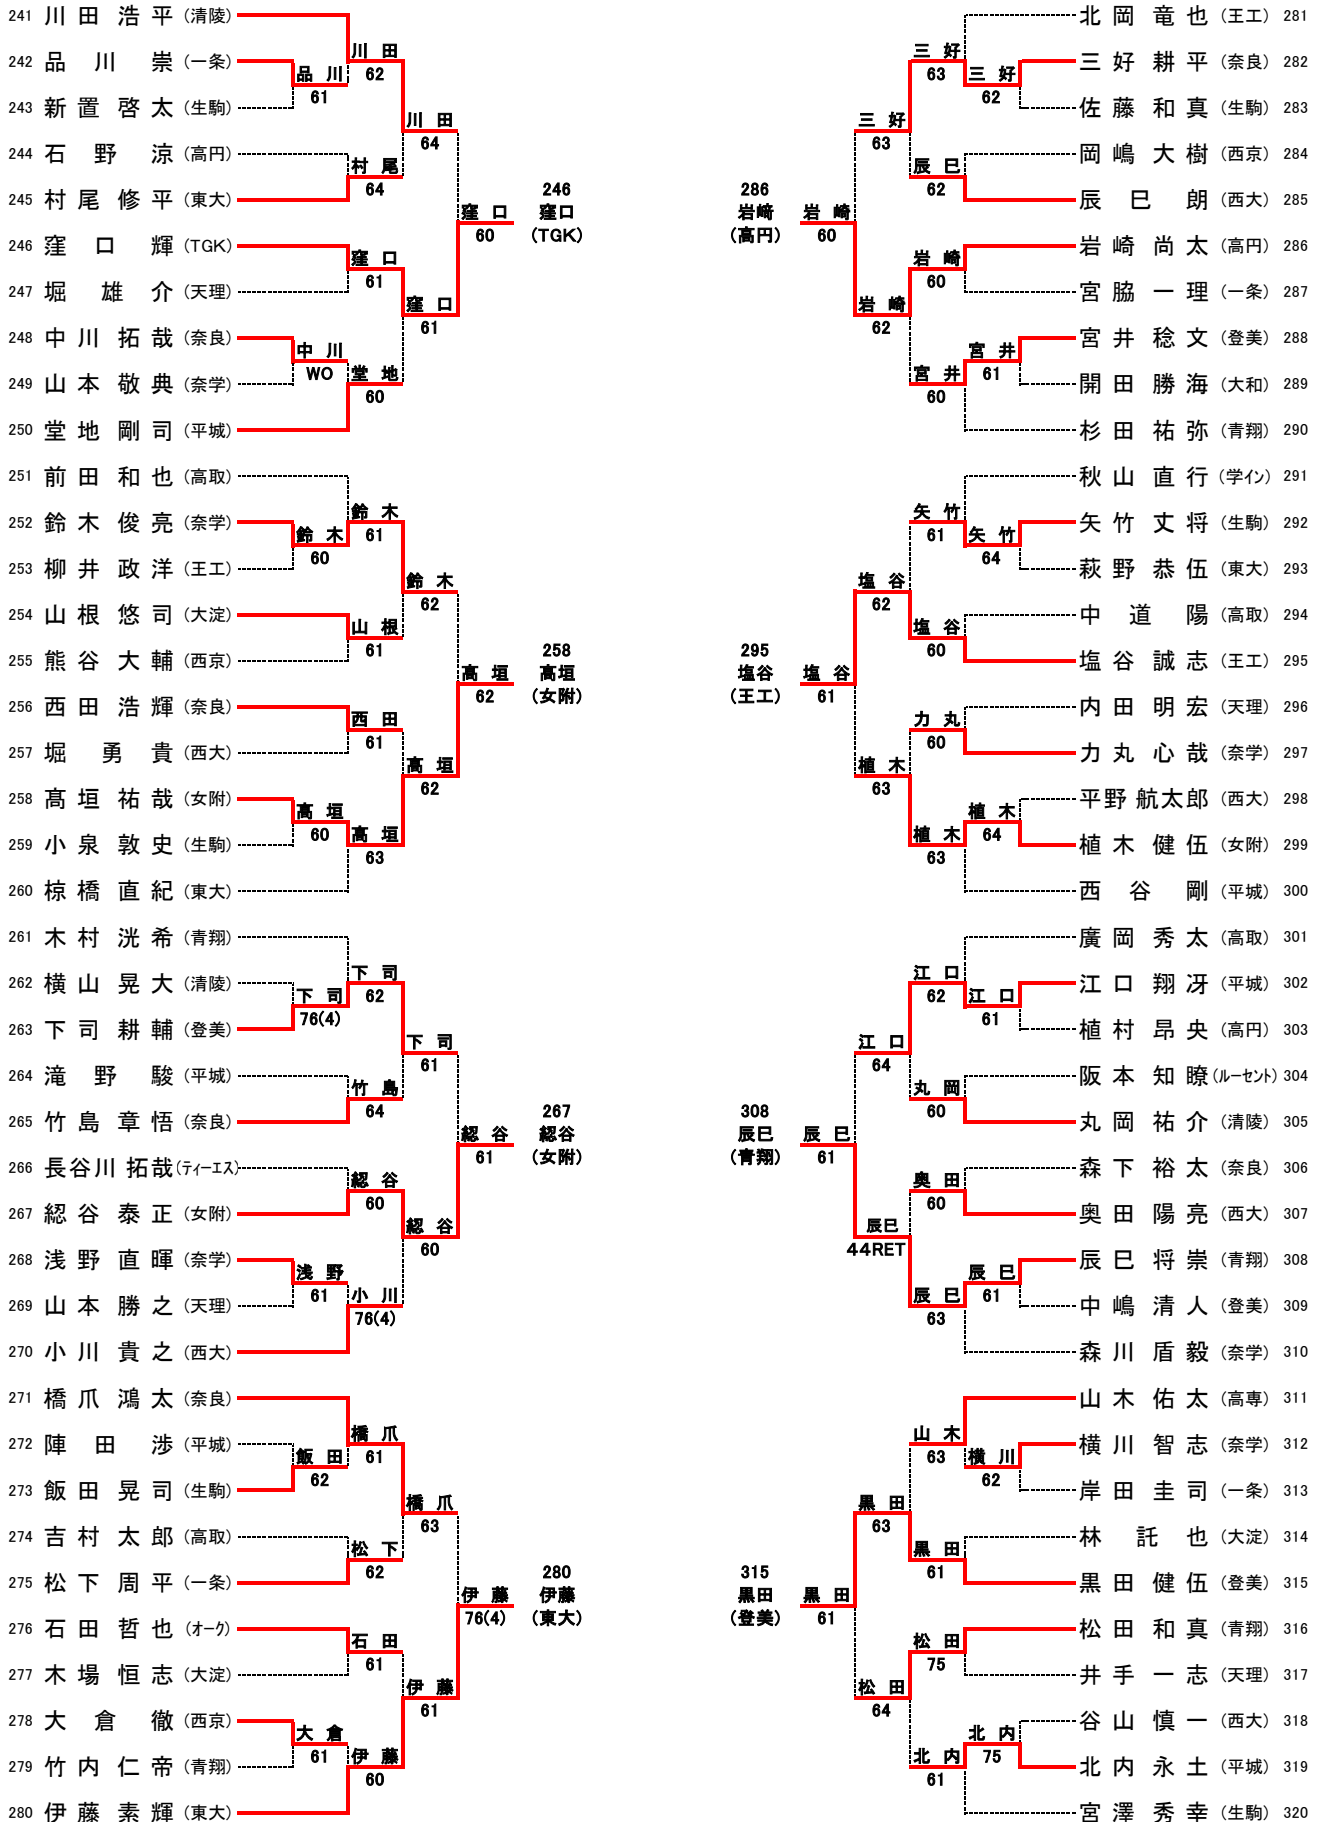 241 川田浩平 (清陵)
242 品川崇 (一条)
243 新置啓太 (生駒)
244 石野涼 (高円)
245 村尾修平 (東大)
246 窪口輝 (TGK)
247 堀雄介 (天理)
248 中川拓哉 (奈良)
249 山本敬典 (奈学)
250 堂地剛司 (平城)
品川
61
川田
62
村尾
64
川田
64
窪口
61
中川
WO
堂地
60
窪口
61
窪口
60
246
窪口
(TGK)
251 前田和也 (高取)
252 鈴木俊亮 (奈学)
253 柳井政洋 (王工)
254 山根悠司 (大淀)
255 熊谷大輔 (西京)
256 西田浩輝 (奈良)
257 堀勇貴 (西大)
258 髙垣祐哉 (女附)
259 小泉敦史 (生駒)
260 椋橋直紀 (東大)
鈴木
60
鈴木
61
山根
61
鈴木
62
西田
61
高垣
60
高垣
63
高垣
62
高垣
62
258
高垣
(女附)
261 木村洸希 (青翔)
262 横山晃大 (清陵)
263 下司耕輔 (登美)
264 滝野駿 (平城)
265 竹島章悟 (奈良)
266 長谷川拓哉 (ティーエス)
267 綛谷泰正 (女附)
268 浅野直暉 (奈学)
269 山本勝之 (天理)
270 小川貴之 (西大)
下司
76(4)
下司
62
竹島
64
下司
61
綛谷
60
浅野
61
小川
76(4)
綛谷
60
綛谷
61
267
綛谷
(女附)
271 橋爪鴻太 (奈良)
272 陣田渉 (平城)
273 飯田晃司 (生駒)
274 吉村太郎 (高取)
275 松下周平 (一条)
276 石田哲也 (オーク)
277 木場恒志 (大淀)
278 大倉徹 (西京)
279 竹内仁帝 (青翔)
280 伊藤素輝 (東大)
飯田
62
橋爪
61
松下
62
橋爪
63
石田
61
大倉
61
伊藤
60
伊藤
61
伊藤
76(4)
280
伊藤
(東大)
北岡竜也 (王工) 281
三好耕平 (奈良) 282
佐藤和真 (生駒) 283
岡嶋大樹 (西京) 284
辰巳朗 (西大) 285
岩崎尚太 (高円) 286
宮脇一理 (一条) 287
宮井稔文 (登美) 288
開田勝海 (大和) 289
杉田祐弥 (青翔) 290
三好
62
三好
63
辰巳
62
三好
63
岩崎
60
宮井
61
宮井
60
岩崎
62
岩崎
60
286
岩崎
(高円)
秋山直行 (学イン) 291
矢竹丈将 (生駒) 292
萩野恭伍 (東大) 293
中道陽 (高取) 294
塩谷誠志 (王工) 295
内田明宏 (天理) 296
力丸心哉 (奈学) 297
平野航太郎 (西大) 298
植木健伍 (女附) 299
西谷剛 (平城) 300
矢竹
64
矢竹
61
塩谷
60
塩谷
62
力丸
60
植木
64
植木
63
植木
63
塩谷
61
295
塩谷
(王工)
廣岡秀太 (高取) 301
江口翔冴 (平城) 302
植村昂央 (高円) 303
阪本知瞭 (ルーセント) 304
丸岡祐介 (清陵) 305
森下裕太 (奈良) 306
奥田陽亮 (西大) 307
辰巳将崇 (青翔) 308
中嶋清人 (登美) 309
森川盾毅 (奈学) 310
江口
61
江口
62
丸岡
60
江口
64
奥田
60
辰巳
61
辰巳
63
辰巳
44RET
辰巳
61
308
辰巳
(青翔)
山木佑太 (高専) 311
横川智志 (奈学) 312
岸田圭司 (一条) 313
林託也 (大淀) 314
黒田健伍 (登美) 315
松田和真 (青翔) 316
井手一志 (天理) 317
谷山慎一 (西大) 318
北内永土 (平城) 319
宮澤秀幸 (生駒) 320
横川
62
山木
63
黒田
61
黒田
63
松田
75
北内
75
北内
61
松田
64
黒田
61
315
黒田
(登美)